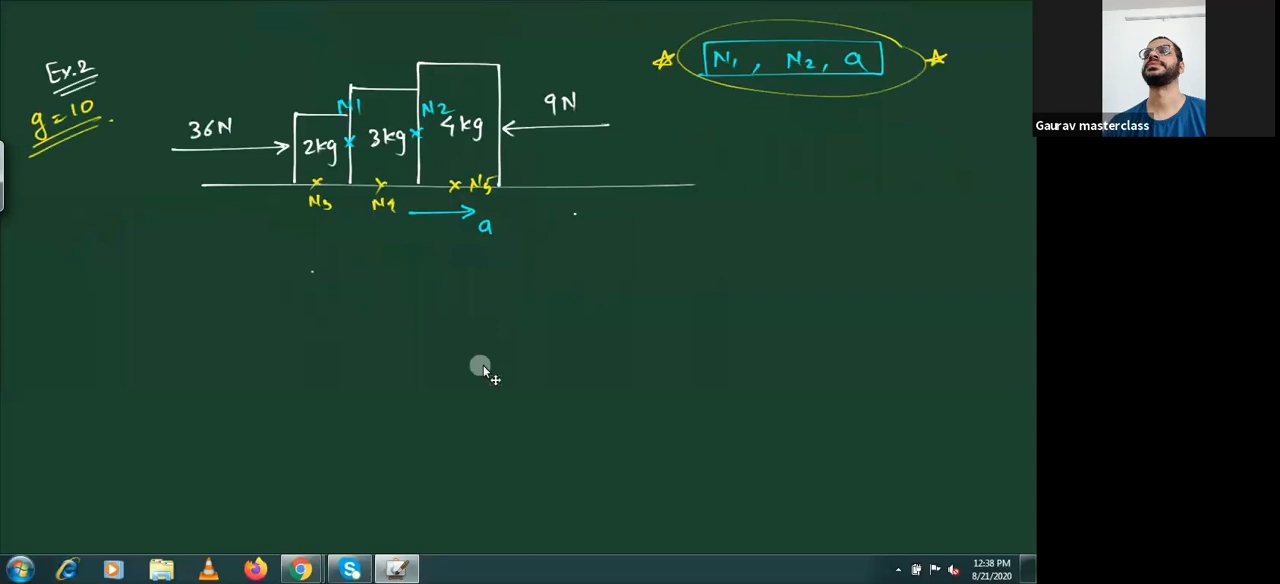 Ex.2
g=10
36N
N1
N2
2kg
3kg
4kg
9N
N3
N4
N5
a
N1, N2, a
Gaurav masterclass
12:38 PM
8/21/2020